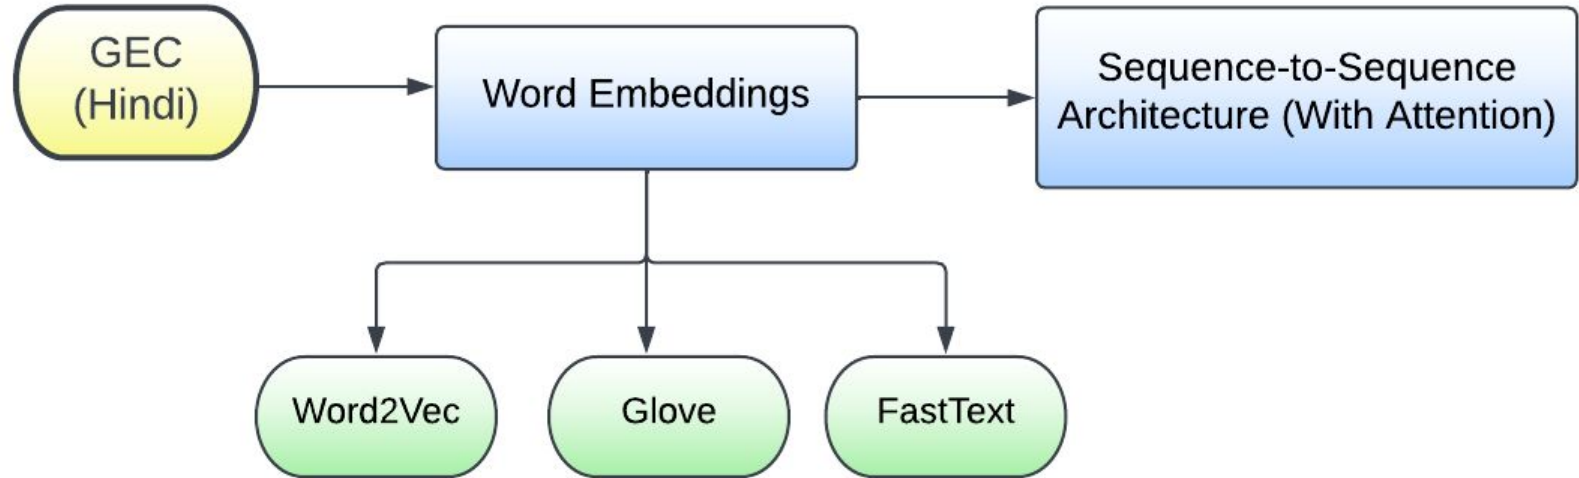 GEC
(Hindi)
Word Embeddings
Sequence-to-Sequence
Architecture (With Attention)
Word2Vec
Glove
FastText